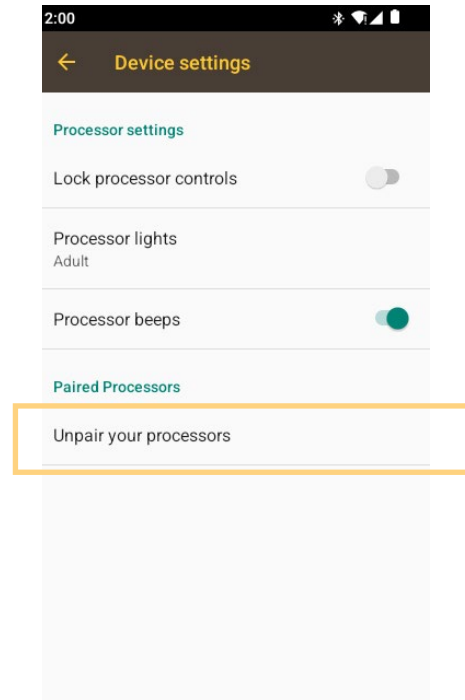 2:00
Device settings
Processor settings
Lock processor controls
Processor lights
Adult
Processor beeps
Paired Processors
Unpair your processors